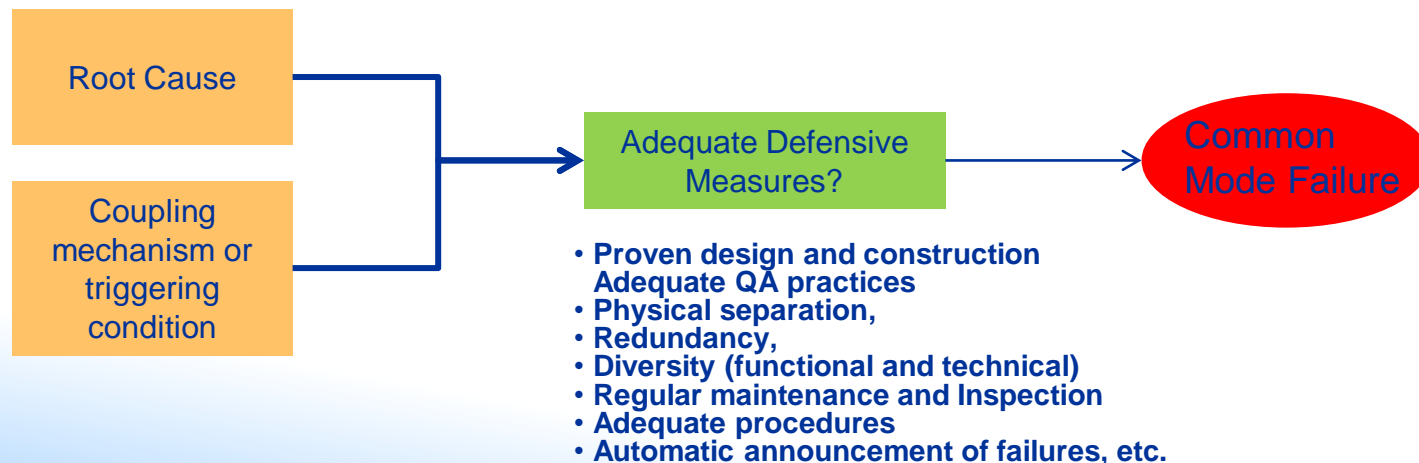 Root Cause
Coupling
mechanism or
triggering
condition
Adequate Defensive
Measures?
Common
Mode Failure
• Proven design and construction
Adequate QA practices
• Physical separation,
• Redundancy,
• Diversity (functional and technical)
• Regular maintenance and Inspection
• Adequate procedures
• Automatic announcement of failures, etc.